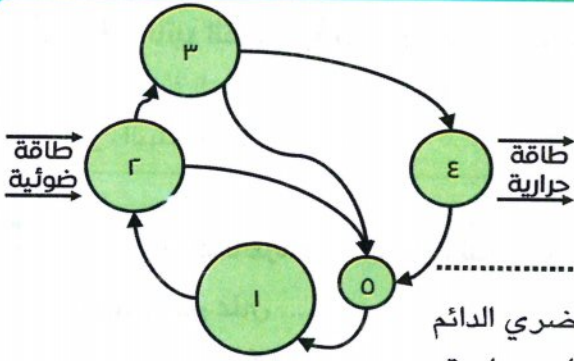 ٣
طاقة
ضوئية
٢
٤
طاقة
حرارية
١
٥
ضري الدائم